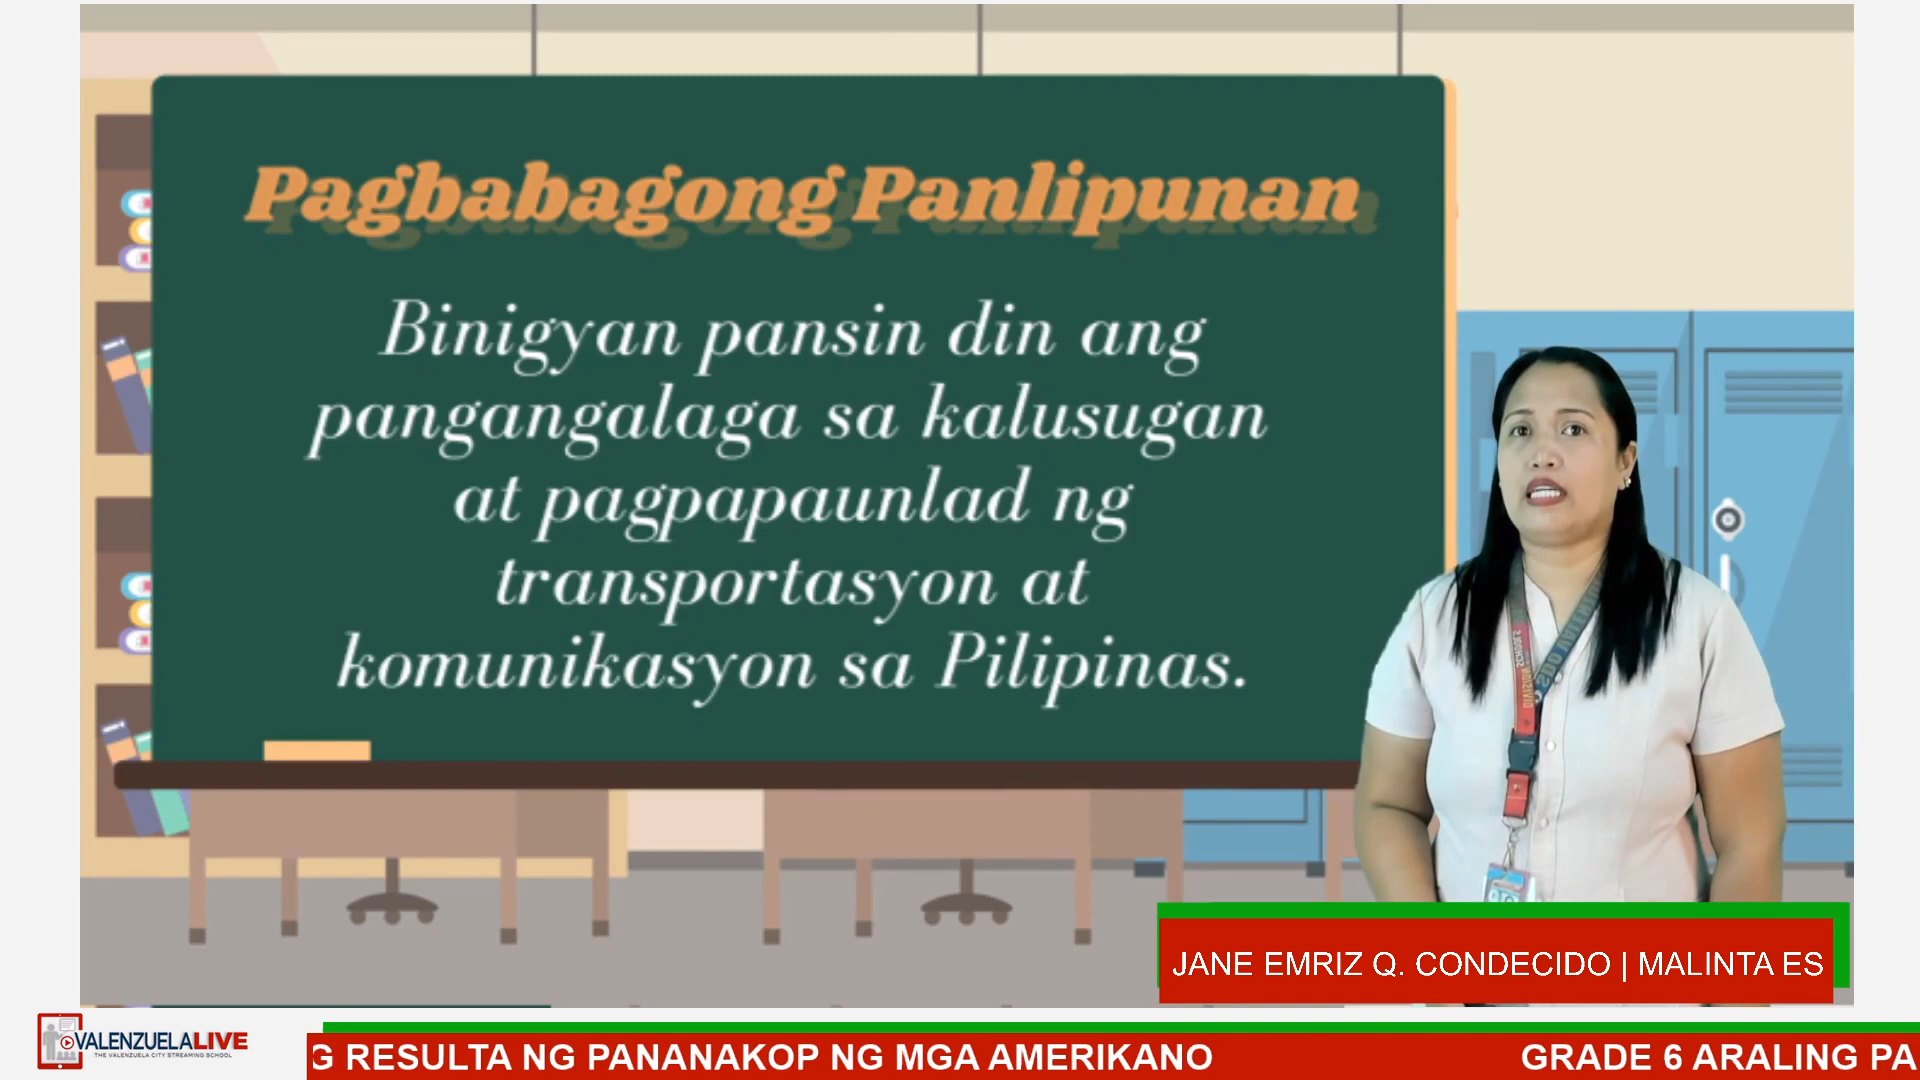 Pagbabagong Panlipunan
Binigyan pansin din ang
pangangalaga sa kalusugan
at pagpapaunlad ng
transportasyon at
komunikasyon sa Pilipinas.
JANE EMRIZ Q. CONDECIDO | MALINTA ES
VALENZUELALIVE
THE VALENZUELA CITY STREAMING SCHOOL
G RESULTA NG PANANAKOP NG MGA AMERIKANO
GRADE 6 ARALING PA